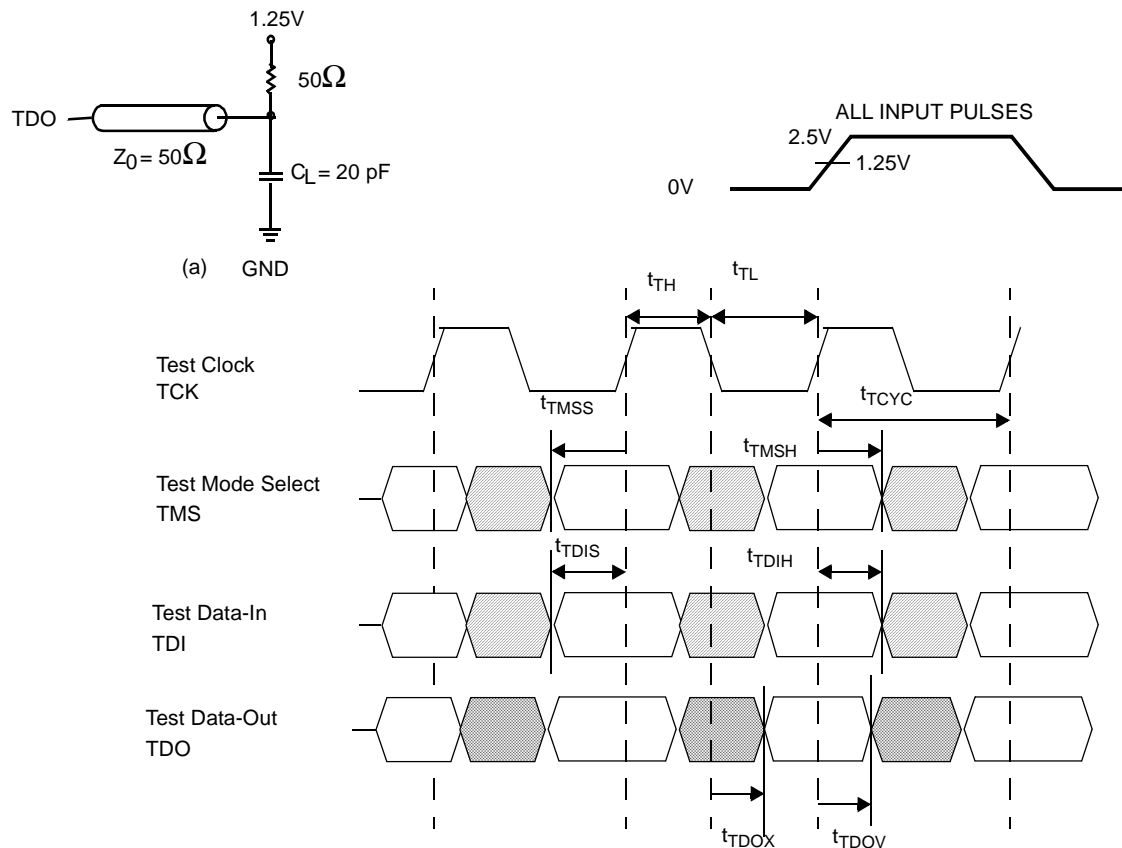 1.25V
50Ω
TDO
Z0 = 50Ω
CL = 20 pF
(a) GND
ALL INPUT PULSES
2.5V
1.25V
0V
tTH
tTL
Test Clock
TCK
tTMSS
tTCYC
tTMSH
Test Mode Select
TMS
tTDIS
tTDIH
Test Data-In
TDI
Test Data-Out
TDO
tTDOX
tTDOV